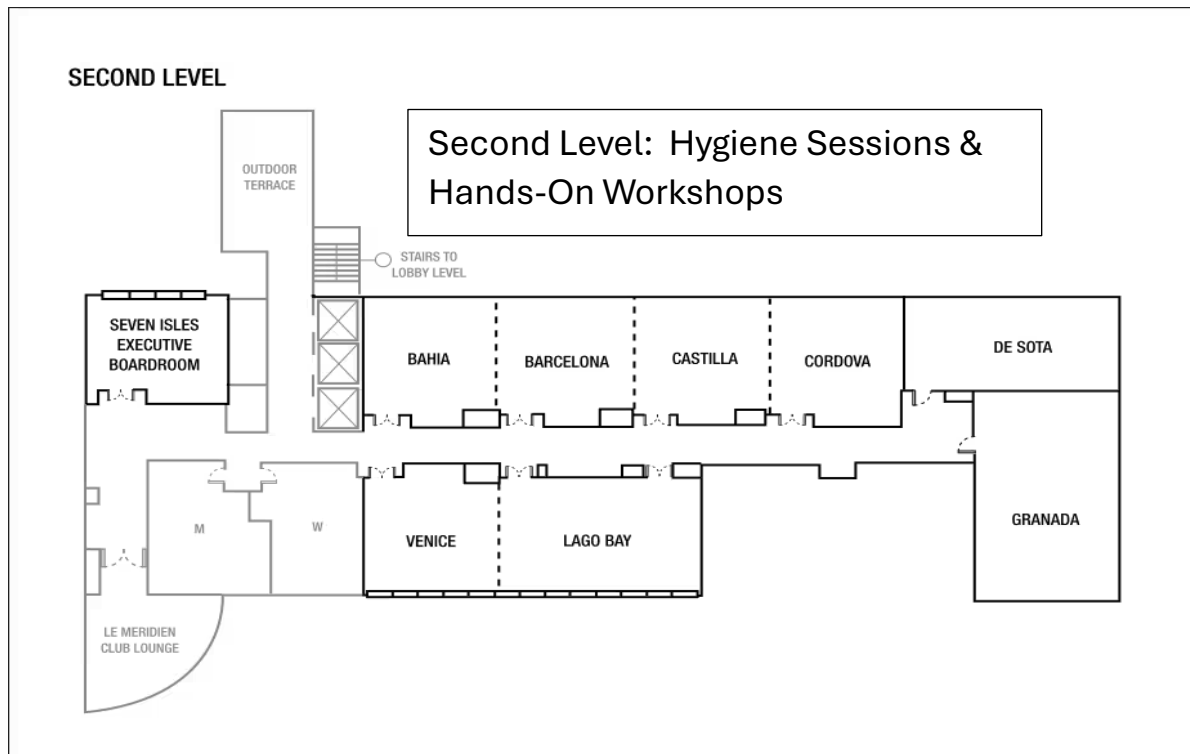 SECOND LEVEL
Second Level:  Hygiene Sessions &
Hands-On Workshops
OUTDOOR
TERRACE
STAIRS TO
LOBBY LEVEL
SEVEN ISLES
EXECUTIVE
BOARDROOM
BAHIA
BARCELONA
CASTILLA
CORDOVA
DE SOTA
M
W
VENICE
LAGO BAY
GRANADA
LE MERIDIEN
CLUB LOUNGE